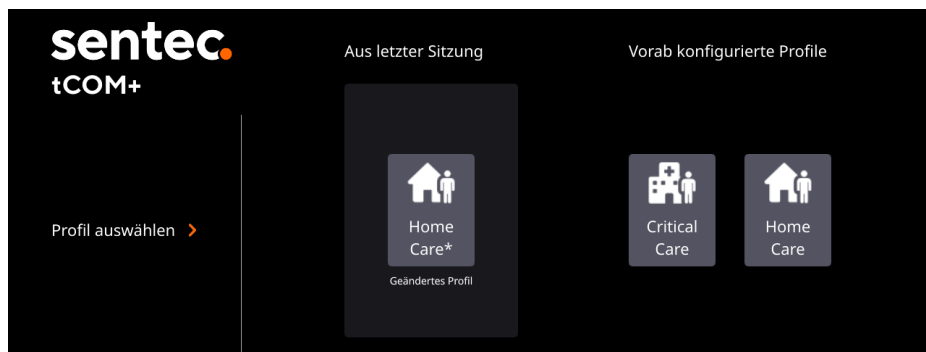 sentec.
tCOM+
Profil auswählen
Aus letzter Sitzung
Home
Care*
Geändertes Profil
Vorab konfigurierte Profile
Critical
Care
Home
Care